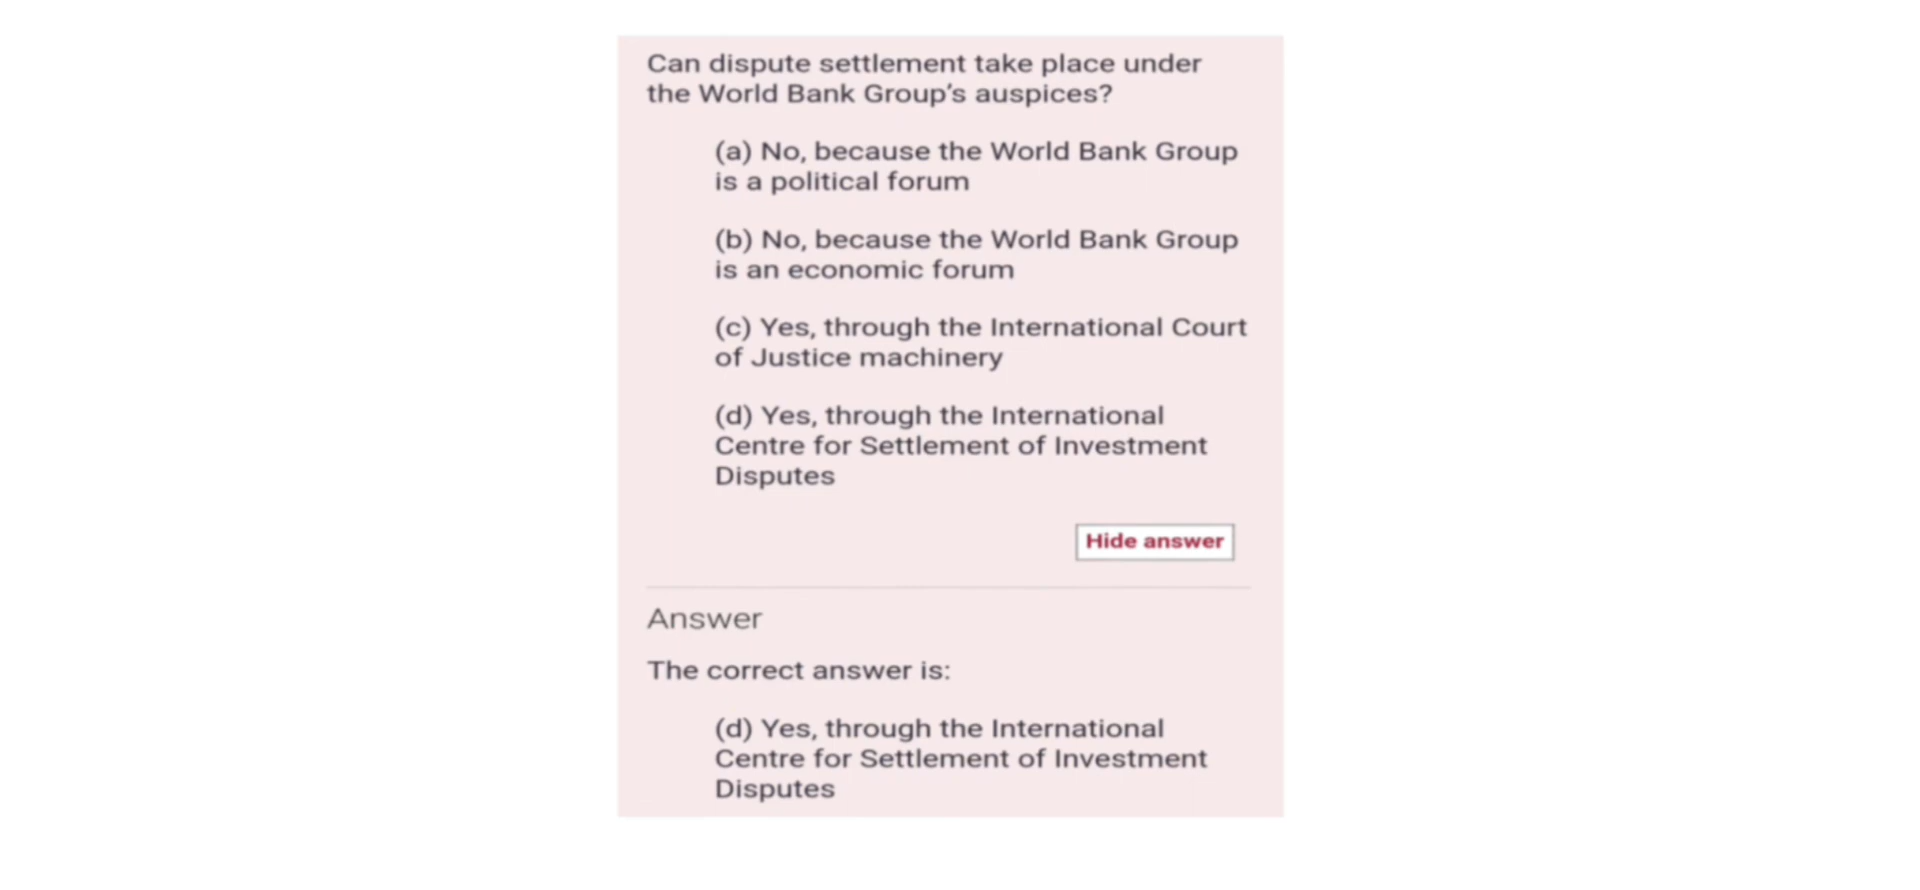 Can dispute settlement take place under
the World Bank Group’s auspices?
(a) No, because the World Bank Group
is a political forum
(b) No, because the World Bank Group
is an economic forum
(c) Yes, through the International Court
of Justice machinery
(d) Yes, through the International
Centre for Settlement of Investment
Disputes
Hide answer
Answer
The correct answer is:
(d) Yes, through the International
Centre for Settlement of Investment
Disputes